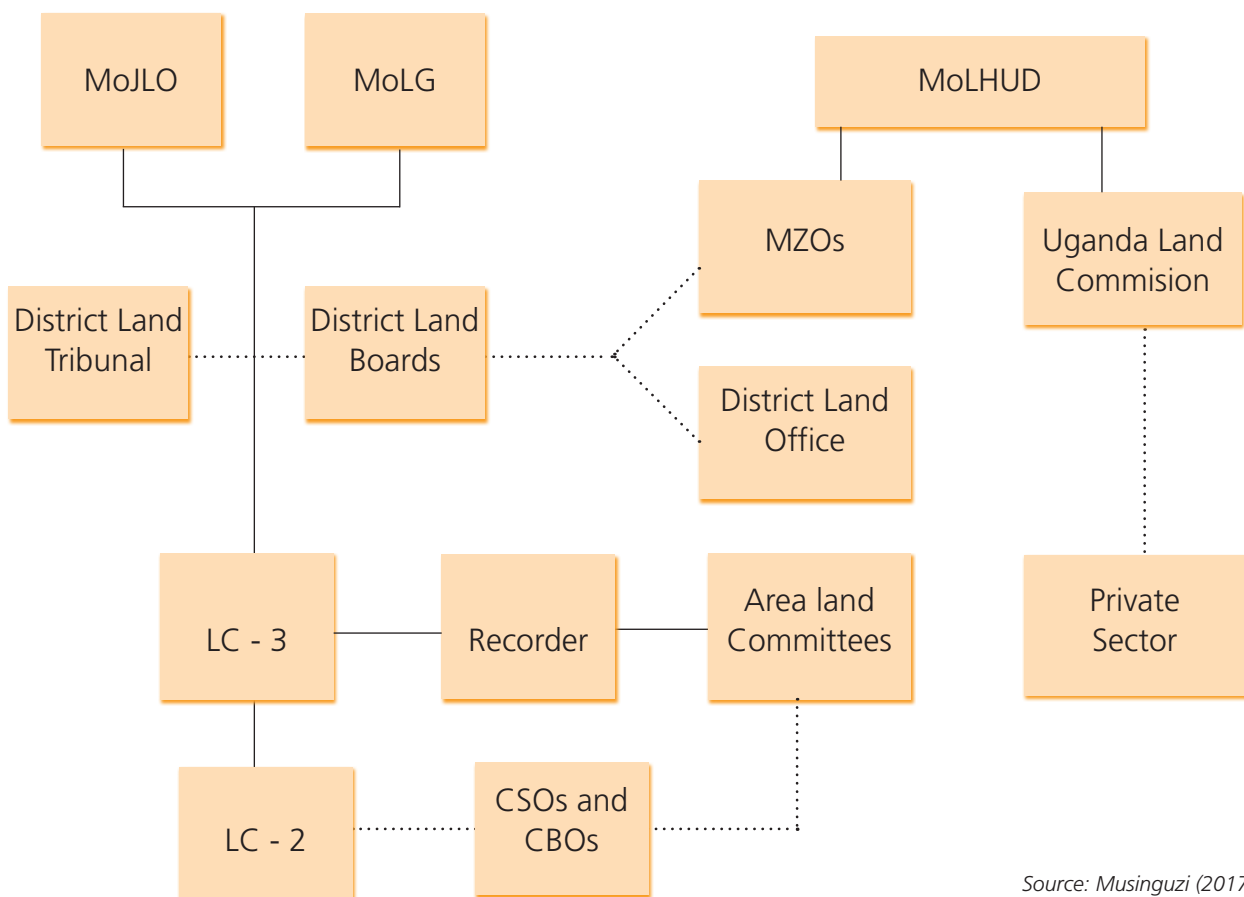 MoJLO
MoLG
MoLHUD
MZOs
Uganda Land
Commision
District Land
Tribunal
District Land
Boards
District Land
Office
LC - 3
Recorder
Area land
Committees
Private
Sector
LC - 2
CSOs and
CBOs
Source: Musinguzi (2017